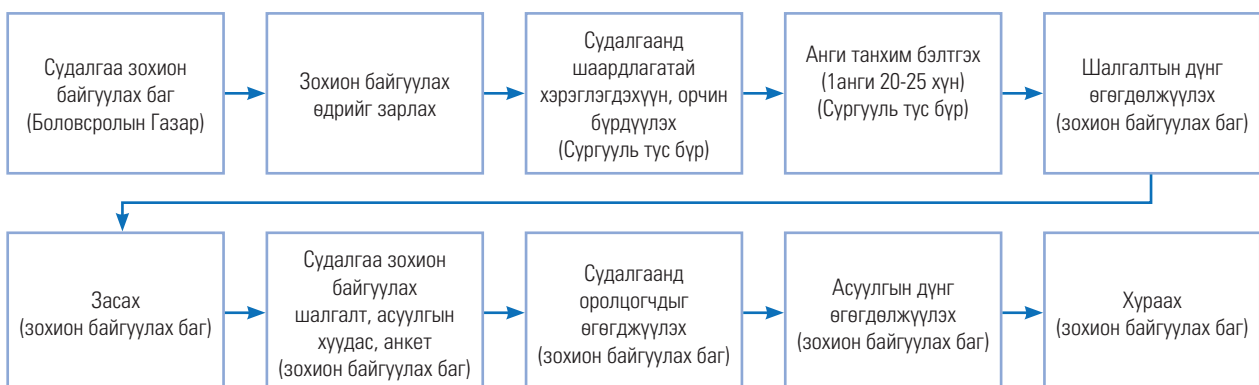 Судалгаа зохион
байгуулах баг
(Боловсролын Газар)
Зохион байгуулах
өдрийг зарлах
Судалгаанд
шаардлагатай
хэрэглэгдэхүүн, орчин
бүрдүүлэх
(Сургууль тус бүр)
Анги танхим бэлтгэх
(1анги 20-25 хүн)
(Сургууль тус бүр)
Шалгалтын дүнг
өгөгдөлжүүлэх
(зохион байгуулах баг)
Засах
(зохион байгуулах баг)
Судалгаа зохион
байгуулах
шалгалт, асуулгын
хуудас, анкет
(зохион байгуулах баг)
Судалгаанд
оролцогчдыг
өгөгджүүлэх
(зохион байгуулах баг)
Асуулгын дүнг
өгөгдөлжүүлэх
(зохион байгуулах баг)
Хураах
(зохион байгуулах баг)